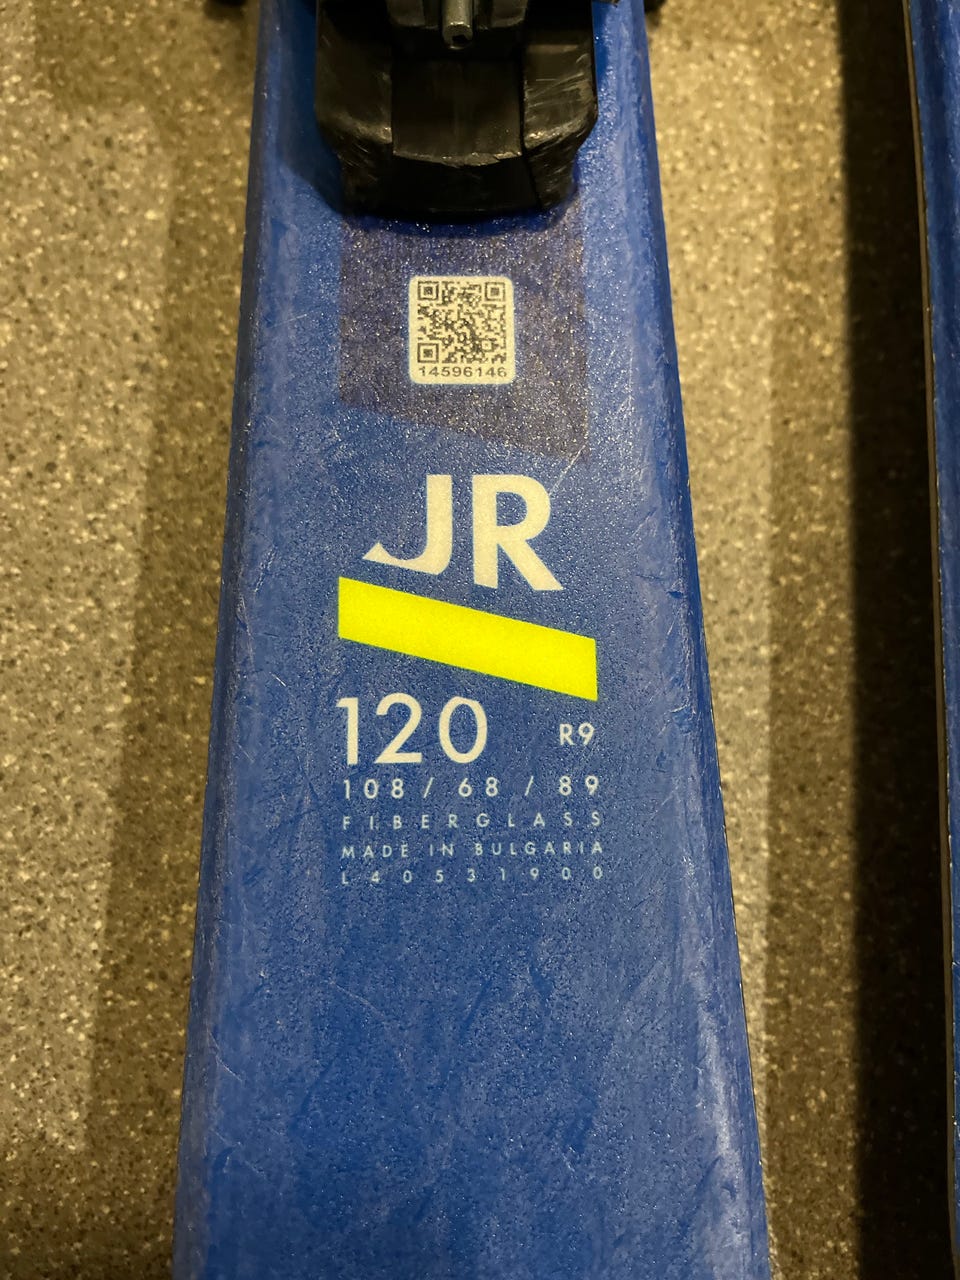 14596146
JR
120 R9
108 / 68 / 89
FIBERGLASS
MADE IN BULGARIA
L40531900